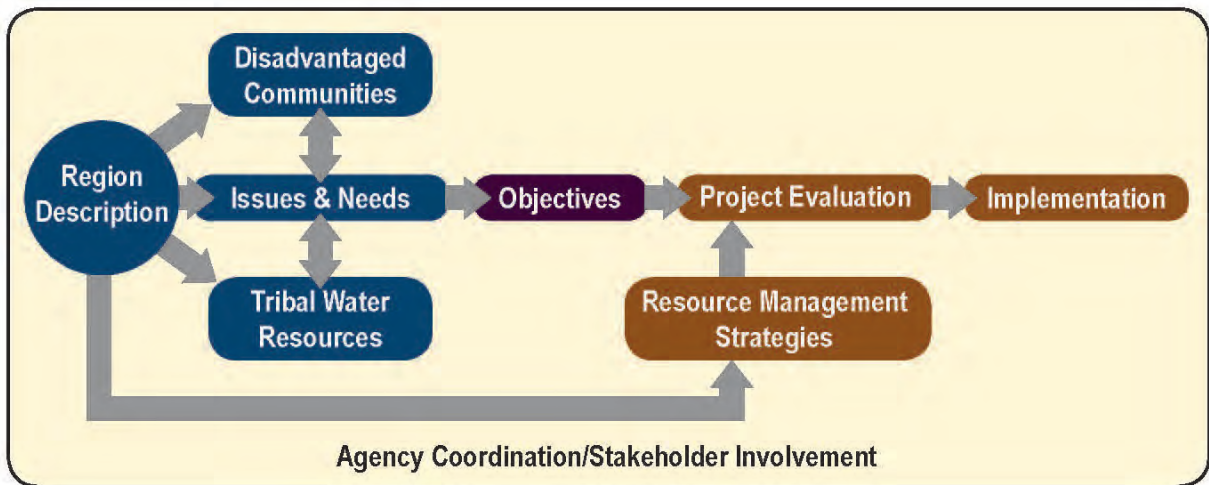 Disadvantaged
Communities
Region
Description
Issues & Needs
Objectives
Project Evaluation
Implementation
Tribal Water
Resources
Resource Management
Strategies
Agency Coordination/Stakeholder Involvement